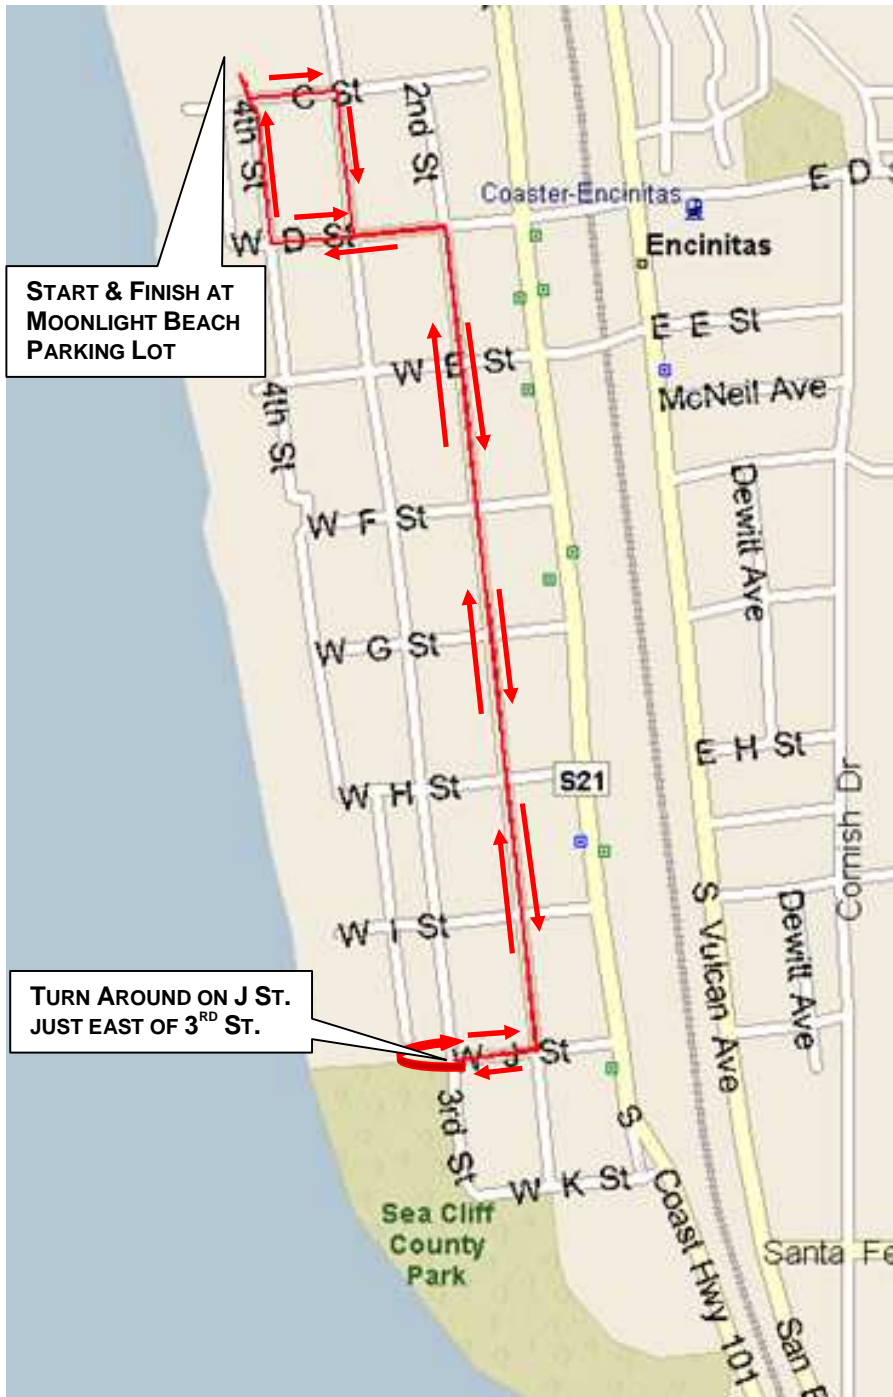 C St
4th St
2nd St
E D S
Coaster-Encinitas
W D St
Encinitas
START & FINISH AT
MOONLIGHT BEACH
PARKING LOT
E E St
W E St
McNeil Ave
4th St
Dewitt Ave
W F St
W G St
E H St
W H St
S21
Cornish Dr
W I St
S Vulcan Ave
Dewitt Ave
TURN AROUND ON J ST.
JUST EAST OF 3RD ST.
W J St
3rd St
S Coast Hwy 101
W K St
Sea Cliff
County
Park
Santa Fe
San